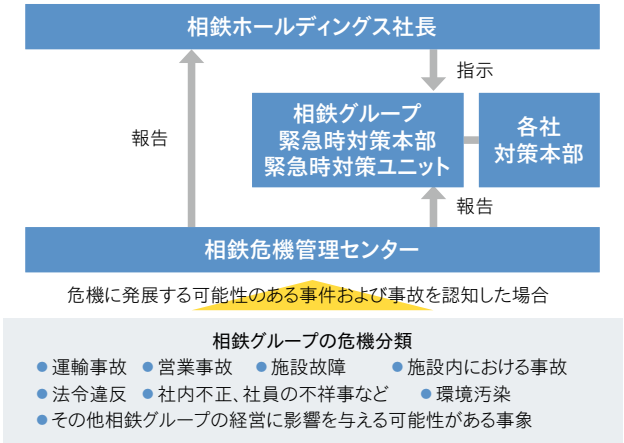 相鉄ホールディングス社長
指示
報告
相鉄グループ
緊急時対策本部
緊急時対策ユニット
各社
対策本部
報告
相鉄危機管理センター
危機に発展する可能性のある事件および事故を認知した場合
相鉄グループの危機分類
●運輸事故 ●営業事故 ●施設故障 ●施設内における事故
●法令違反 ●社内不正、社員の不祥事など ●環境汚染
●その他相鉄グループの経営に影響を与える可能性がある事象